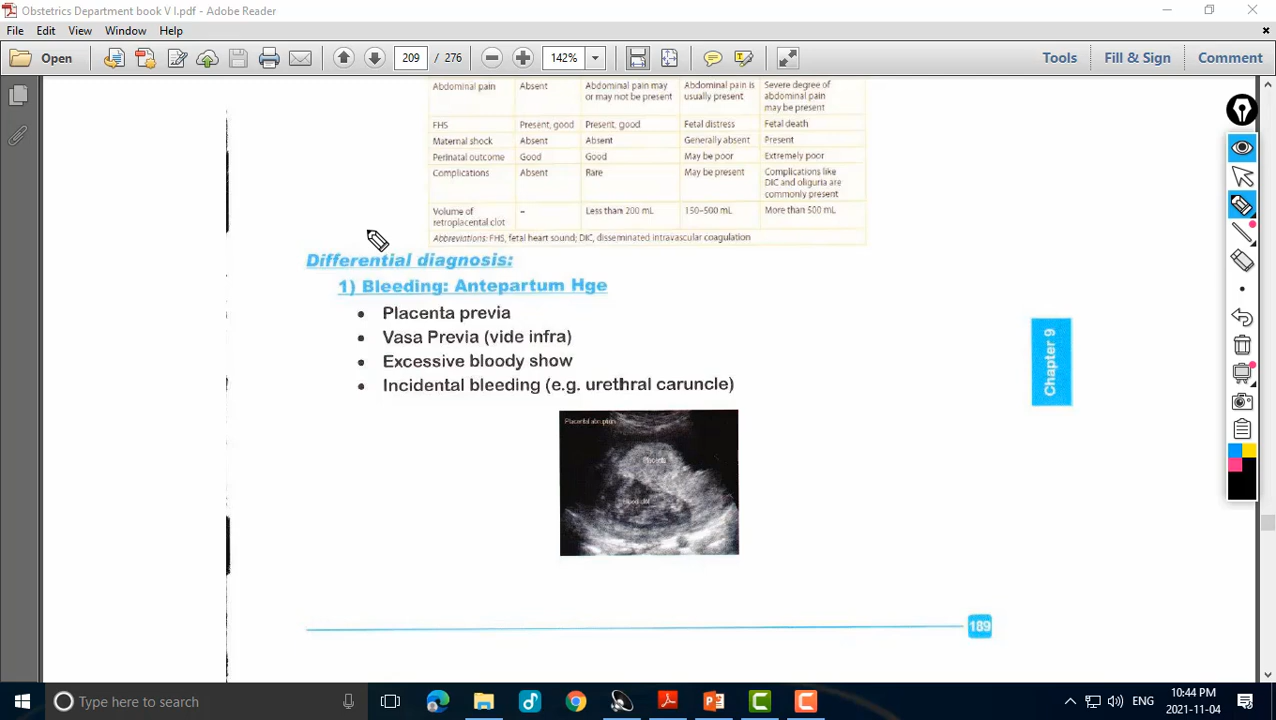 Obstetrics Department book V I.pdf - Adobe Reader
File Edit View Window Help
Open 209 / 276 142% Tools Fill & Sign Comment
Abdominal pain Absent Abdominal pain may or may not be present Abdominal pain is usually present Severe degree of abdominal pain may be present
FHS Present, good Present, good Fetal distress Fetal death
Maternal shock Absent Absent Generally absent Present
Perinatal outcome Good Good May be poor Extremely poor
Complications Absent Rare May be present Complications like DIC and oliguria are commonly present
Volume of retroplacental clot – Less than 200 mL 150–500 mL More than 500 mL
Abbreviations: FHS, fetal heart sound; DIC, disseminated intravascular coagulation
Differential diagnosis:
1) Bleeding: Antepartum Hge
• Placenta previa
• Vasa Previa (vide infra)
• Excessive bloody show
• Incidental bleeding (e.g. urethral caruncle)
Chapter 9
Placental abruption
Placenta
Blood clot
189
Type here to search
ENG
10:44 PM
2021-11-04